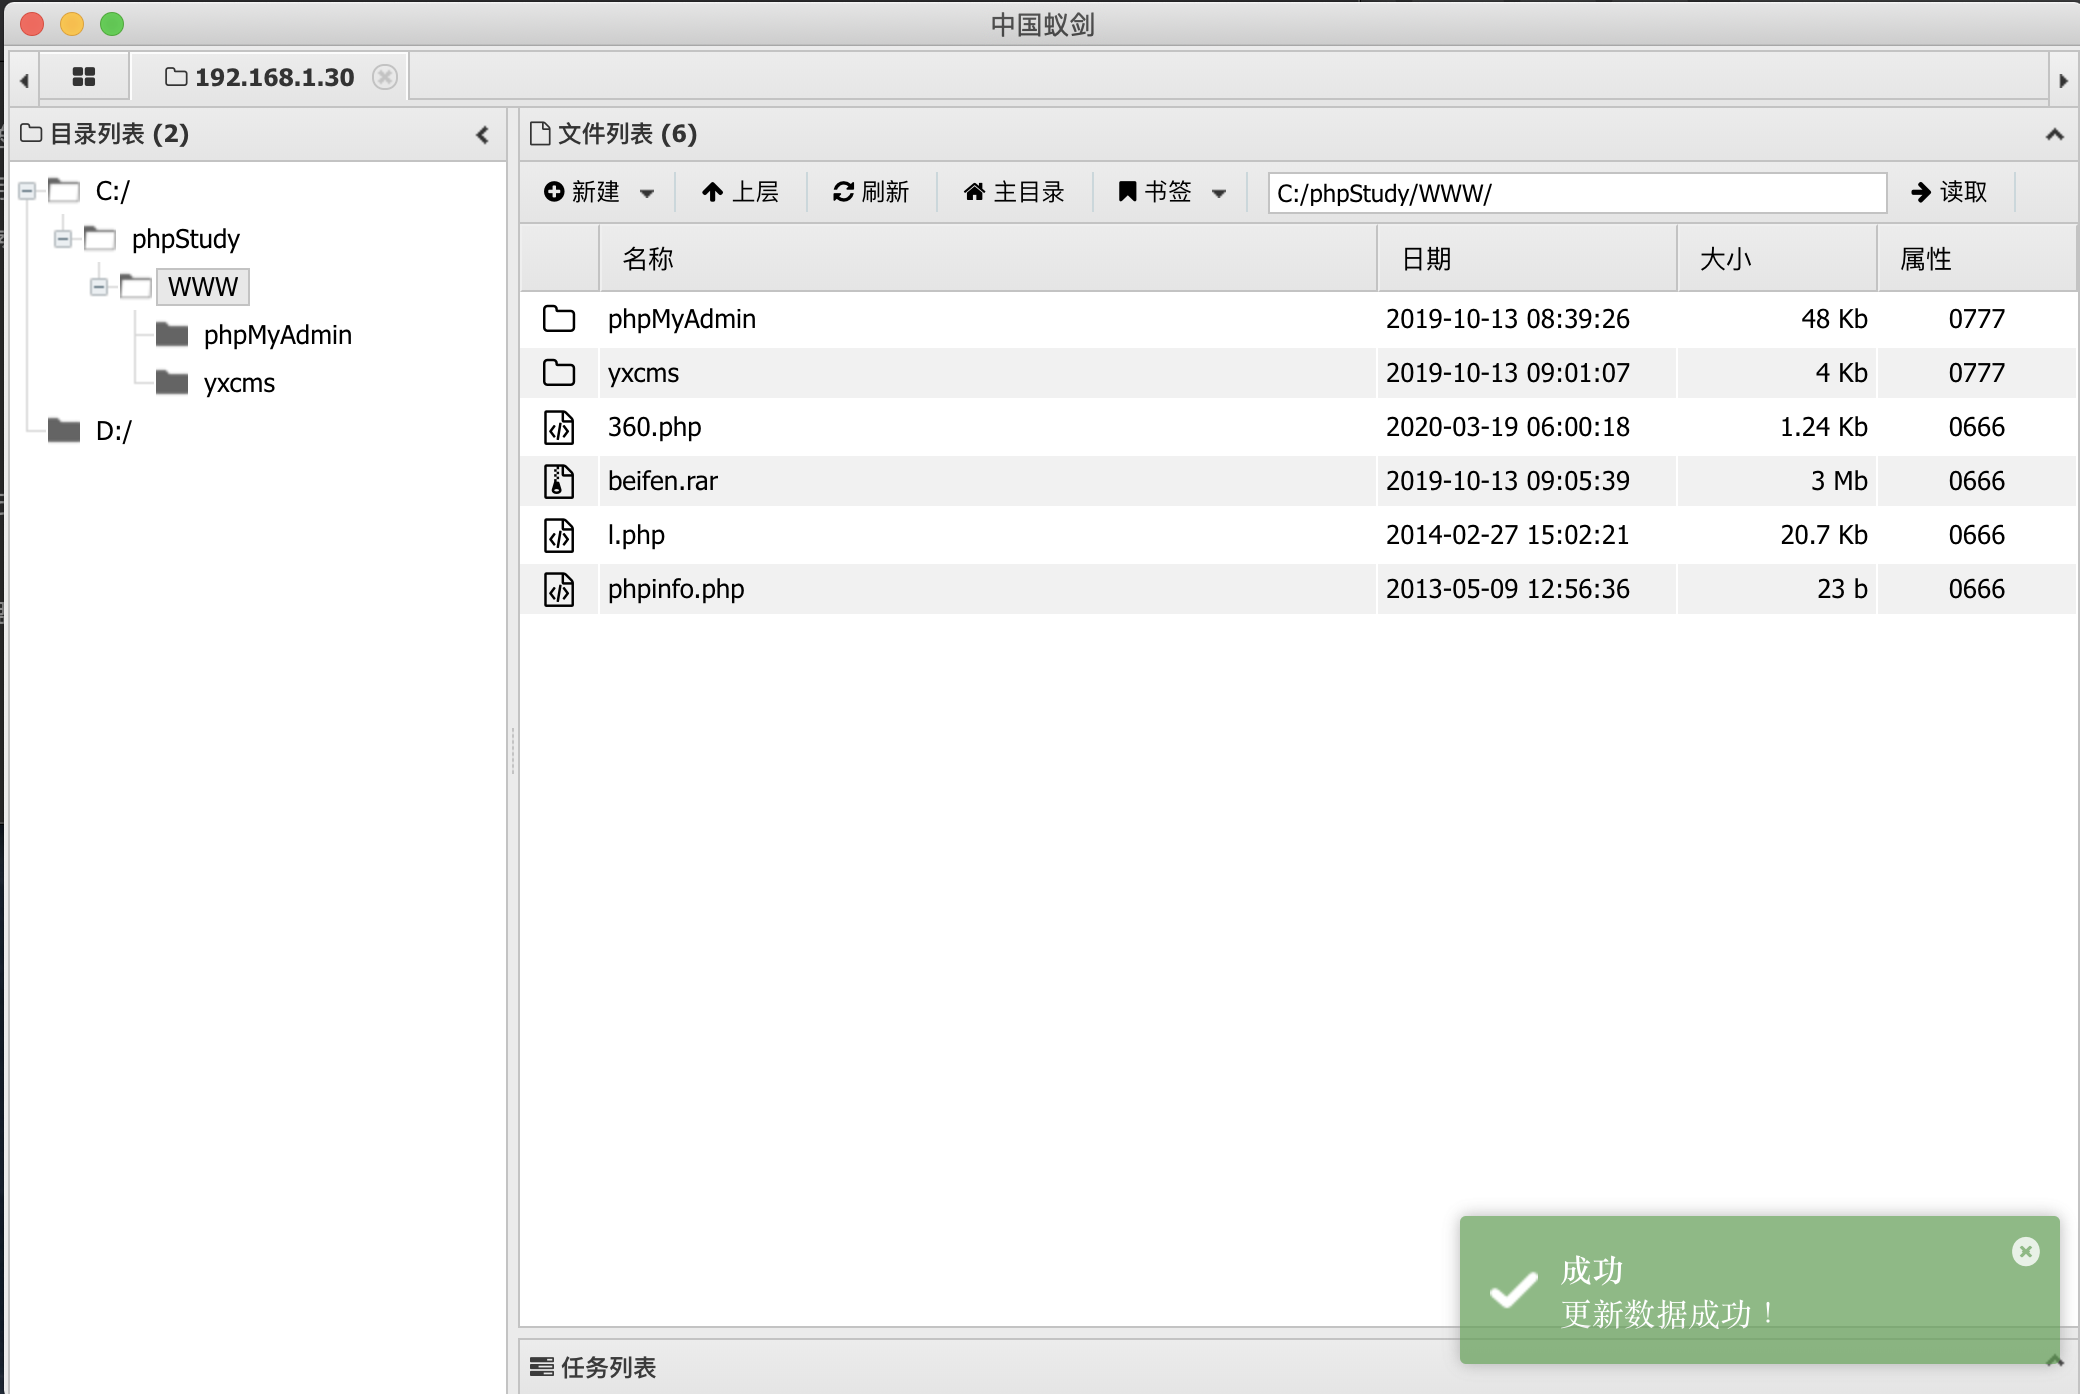 中国蚁剑
192.168.1.30
目录列表 (2)
C:/
phpStudy
WWW
phpMyAdmin
yxcms
D:/
文件列表 (6)
新建 上层 刷新 主目录 书签 C:/phpStudy/WWW/ 读取
名称 日期 大小 属性
phpMyAdmin 2019-10-13 08:39:26 48 Kb 0777
yxcms 2019-10-13 09:01:07 4 Kb 0777
360.php 2020-03-19 06:00:18 1.24 Kb 0666
beifen.rar 2019-10-13 09:05:39 3 Mb 0666
l.php 2014-02-27 15:02:21 20.7 Kb 0666
phpinfo.php 2013-05-09 12:56:36 23 b 0666
成功
更新数据成功！
任务列表